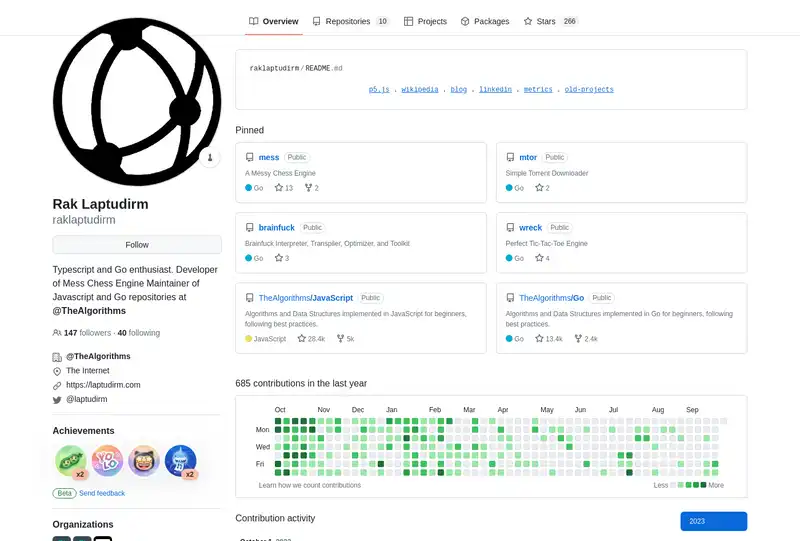 Overview Repositories 10 Projects Packages Stars 266
raklaptudirm/README.md
p5.js . wikipedia . blog . linkedin . metrics . old-projects
Rak Laptudirm
raklaptudirm
Follow
Typescript and Go enthusiast. Developer
of Mess Chess Engine Maintainer of
Javascript and Go repositories at
@TheAlgorithms
147 followers · 40 following
@TheAlgorithms
The Internet
https://laptudirm.com
@laptudirm
Achievements
x2
YOLO
x2
Beta Send feedback
Organizations
Pinned
mess Public
A Messy Chess Engine
Go 13 2
mtor Public
Simple Torrent Downloader
Go 2
brainfuck Public
Brainfuck Interpreter, Transpiler, Optimizer, and Toolkit
Go 3
wreck Public
Perfect Tic-Tac-Toe Engine
Go 4
TheAlgorithms/JavaScript Public
Algorithms and Data Structures implemented in JavaScript for beginners,
following best practices.
JavaScript 28.4k 5k
TheAlgorithms/Go Public
Algorithms and Data Structures implemented in Go for beginners, following
best practices.
Go 13.4k 2.4k
685 contributions in the last year
Oct Nov Dec Jan Feb Mar Apr May Jun Jul Aug Sep
Mon
Wed
Fri
Learn how we count contributions
Less More
Contribution activity
2023